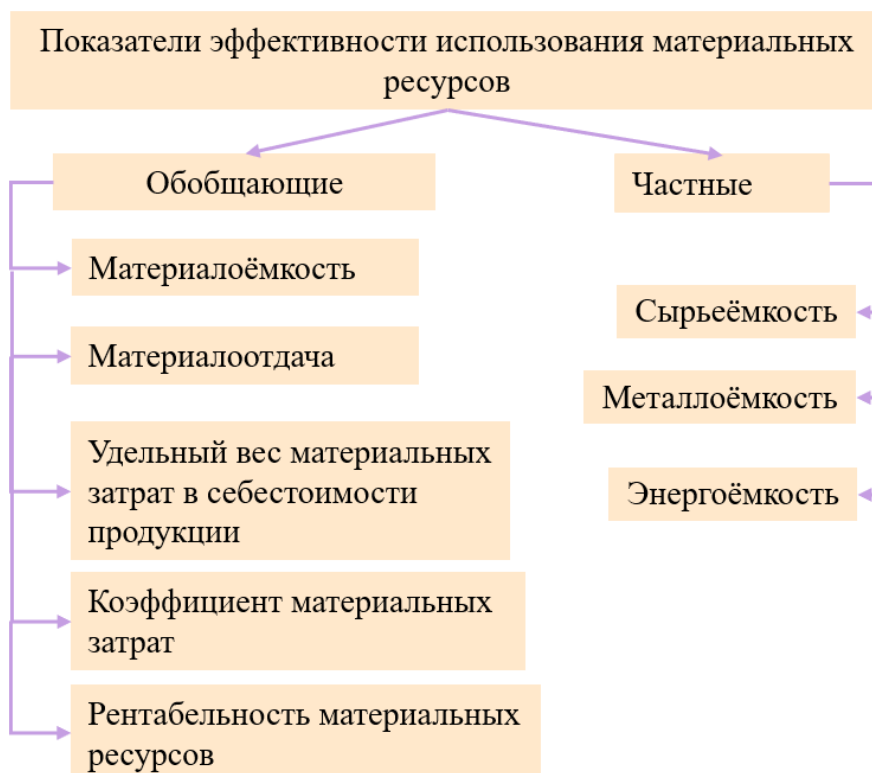 Показатели эффективности использования материальных
ресурсов
Обобщающие
Частные
Материалоёмкость
Материалоотдача
Удельный вес материальных
затрат в себестоимости
продукции
Коэффициент материальных
затрат
Рентабельность материальных
ресурсов
Сырьеёмкость
Металлоёмкость
Энергоёмкость